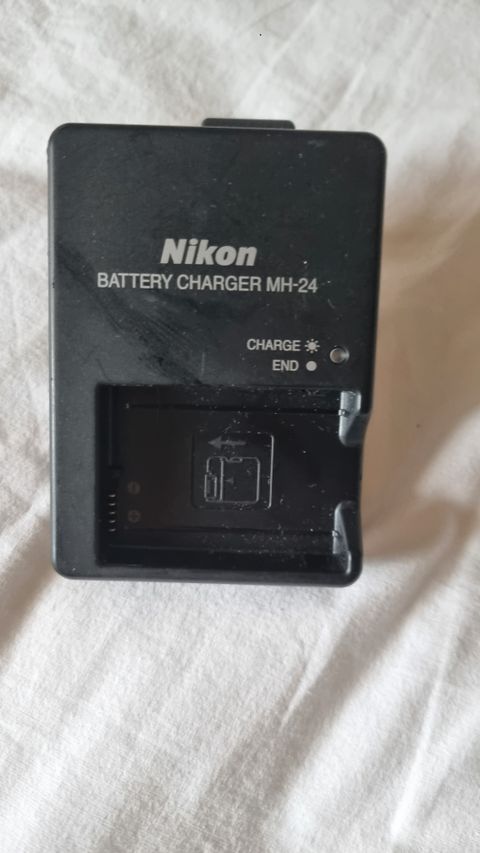 Nikon
BATTERY CHARGER MH-24
CHARGE
END